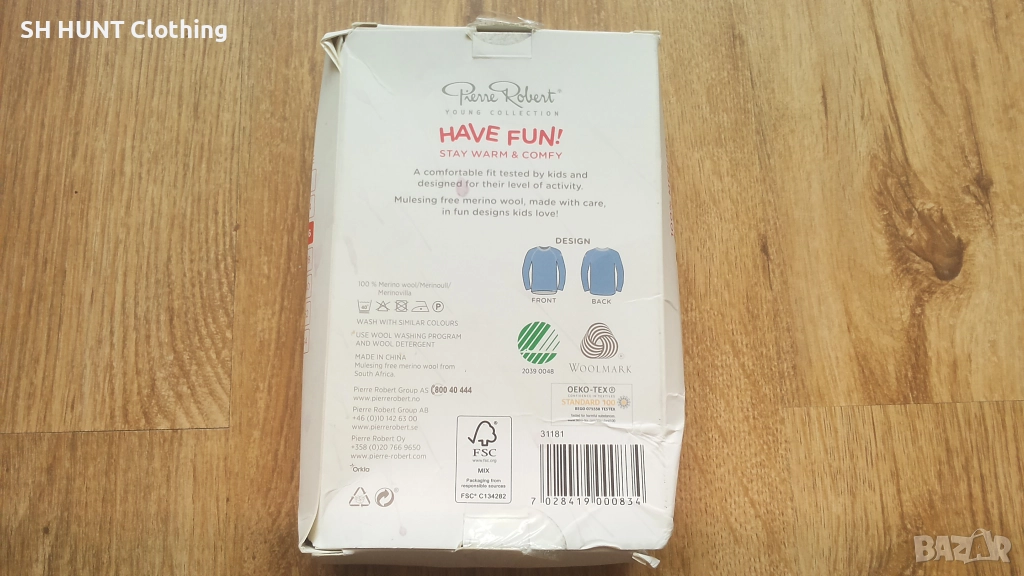 SH HUNT Clothing
Pierre Robert®
YOUNG COLLECTION
HAVE FUN!
STAY WARM & COMFY
A comfortable fit tested by kids and
designed for their level of activity.
Mulesing free merino wool, made with care,
in fun designs kids love!
DESIGN
FRONT
BACK
100 % Merino wool/Merinoull/
Merinovilla
WASH WITH SIMILAR COLOURS
USE WOOL WASHING PROGRAM
AND WOOL DETERGENT
MADE IN CHINA
Mulesing free merino wool from
South Africa.
2039 0048
WOOLMARK
Pierre Robert Group AS 800 40 444
www.pierrerobert.no
Pierre Robert Group AB
+46 (0)10 142 63 00
www.pierrerobert.se
Pierre Robert Oy
+358 (0)20 766 9650
www.pierre-robert.com
Orkla
OEKO-TEX®
STANDARD 100
FSC
www.fsc.org
MIX
Packaging from
responsible sources
FSC® C134282
31181
7 028419 000834
BAZAR